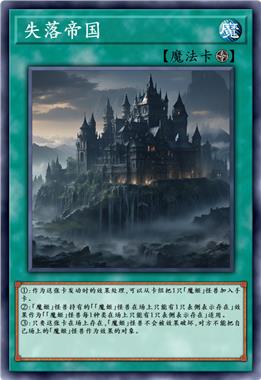 失落帝国
魔
【魔法卡】
①：作为这张卡发动时的效果处理，可以从卡组把1只「魔姬」怪兽加入手
卡。
②：「魔姬」怪兽持有的「「魔姬」怪兽在场上只能有1只表侧表示存在」效
果作为「「魔姬」怪兽每1种类在场上只能有1只表侧表示存在」适用。
③：只要这张卡在场上存在，「魔姬」怪兽不会被效果破坏，对方不能把自
己场上的「魔姬」怪兽作为效果的对象。